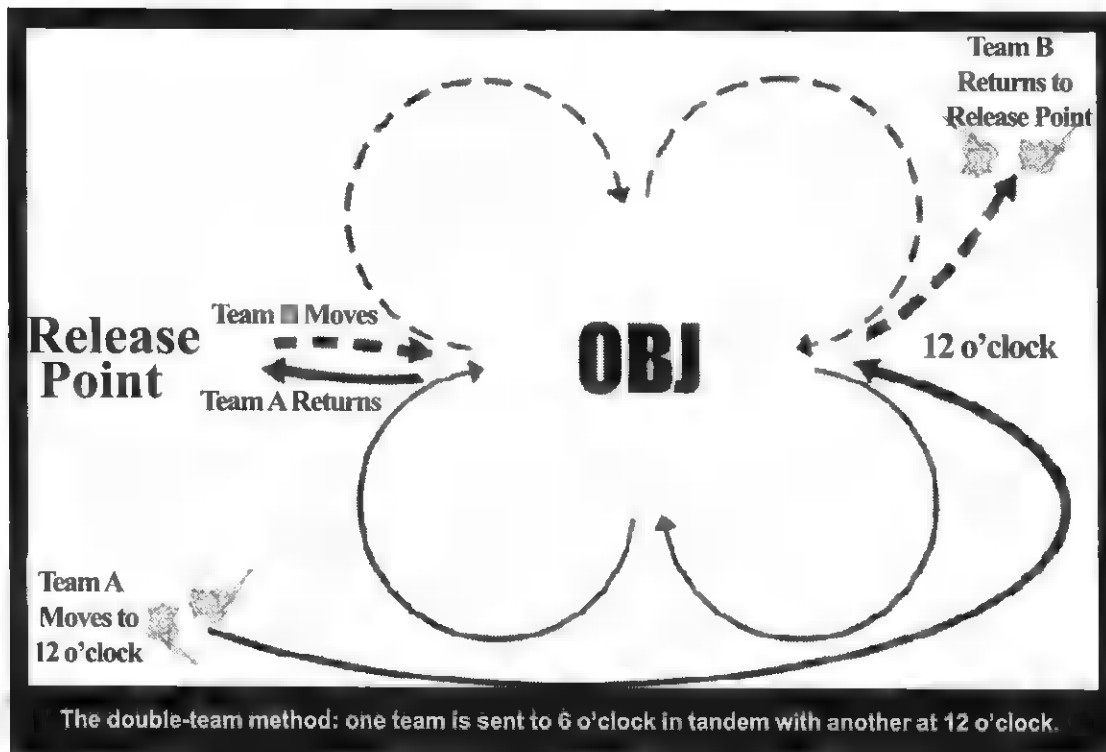 Team B
Returns to
Release Point
Team Moves
Release
Point
Team A Returns
OBJ
12 o'clock
Team A
Moves to
12 o'clock
The double-team method: one team is sent to 6 o'clock in tandem with another at 12 o'clock.